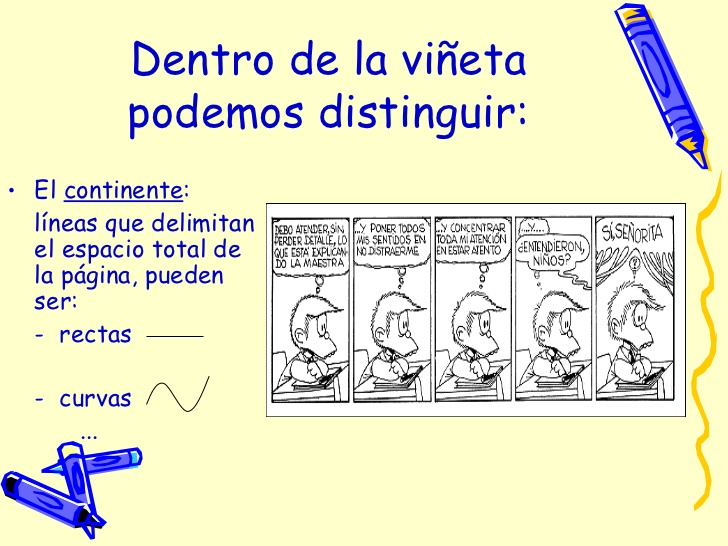 Dentro de la viñeta
podemos distinguir:
• El continente:
líneas que delimitan
el espacio total de
la página, pueden
ser:
- rectas
- curvas
...
DEBO ATENDER, SIN
PERDER DETALLE, LO
QUE ESTÁ EXPLICAN-
DO LA MAESTRA
...Y PONER TODOS
MIS SENTIDOS EN
NO DISTRAERME
...Y CONCENTRAR
TODA MI ATENCIÓN
EN ESTAR ATENTO
...Y...
¿ENTENDIERON,
NIÑOS?
SÍ, SEÑORITA
?